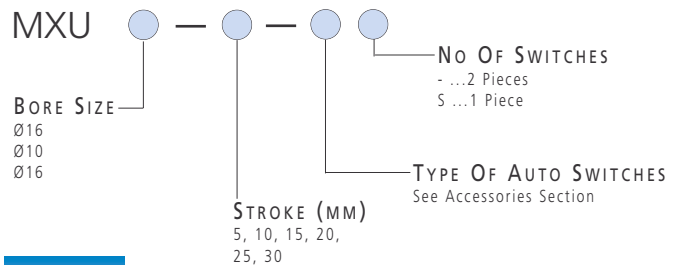 MXU — —
No Of Switches
- ...2 Pieces
S ...1 Piece
Bore Size
Ø16
Ø10
Ø16
Type Of Auto Switches
See Accessories Section
Stroke (mm)
5, 10, 15, 20,
25, 30